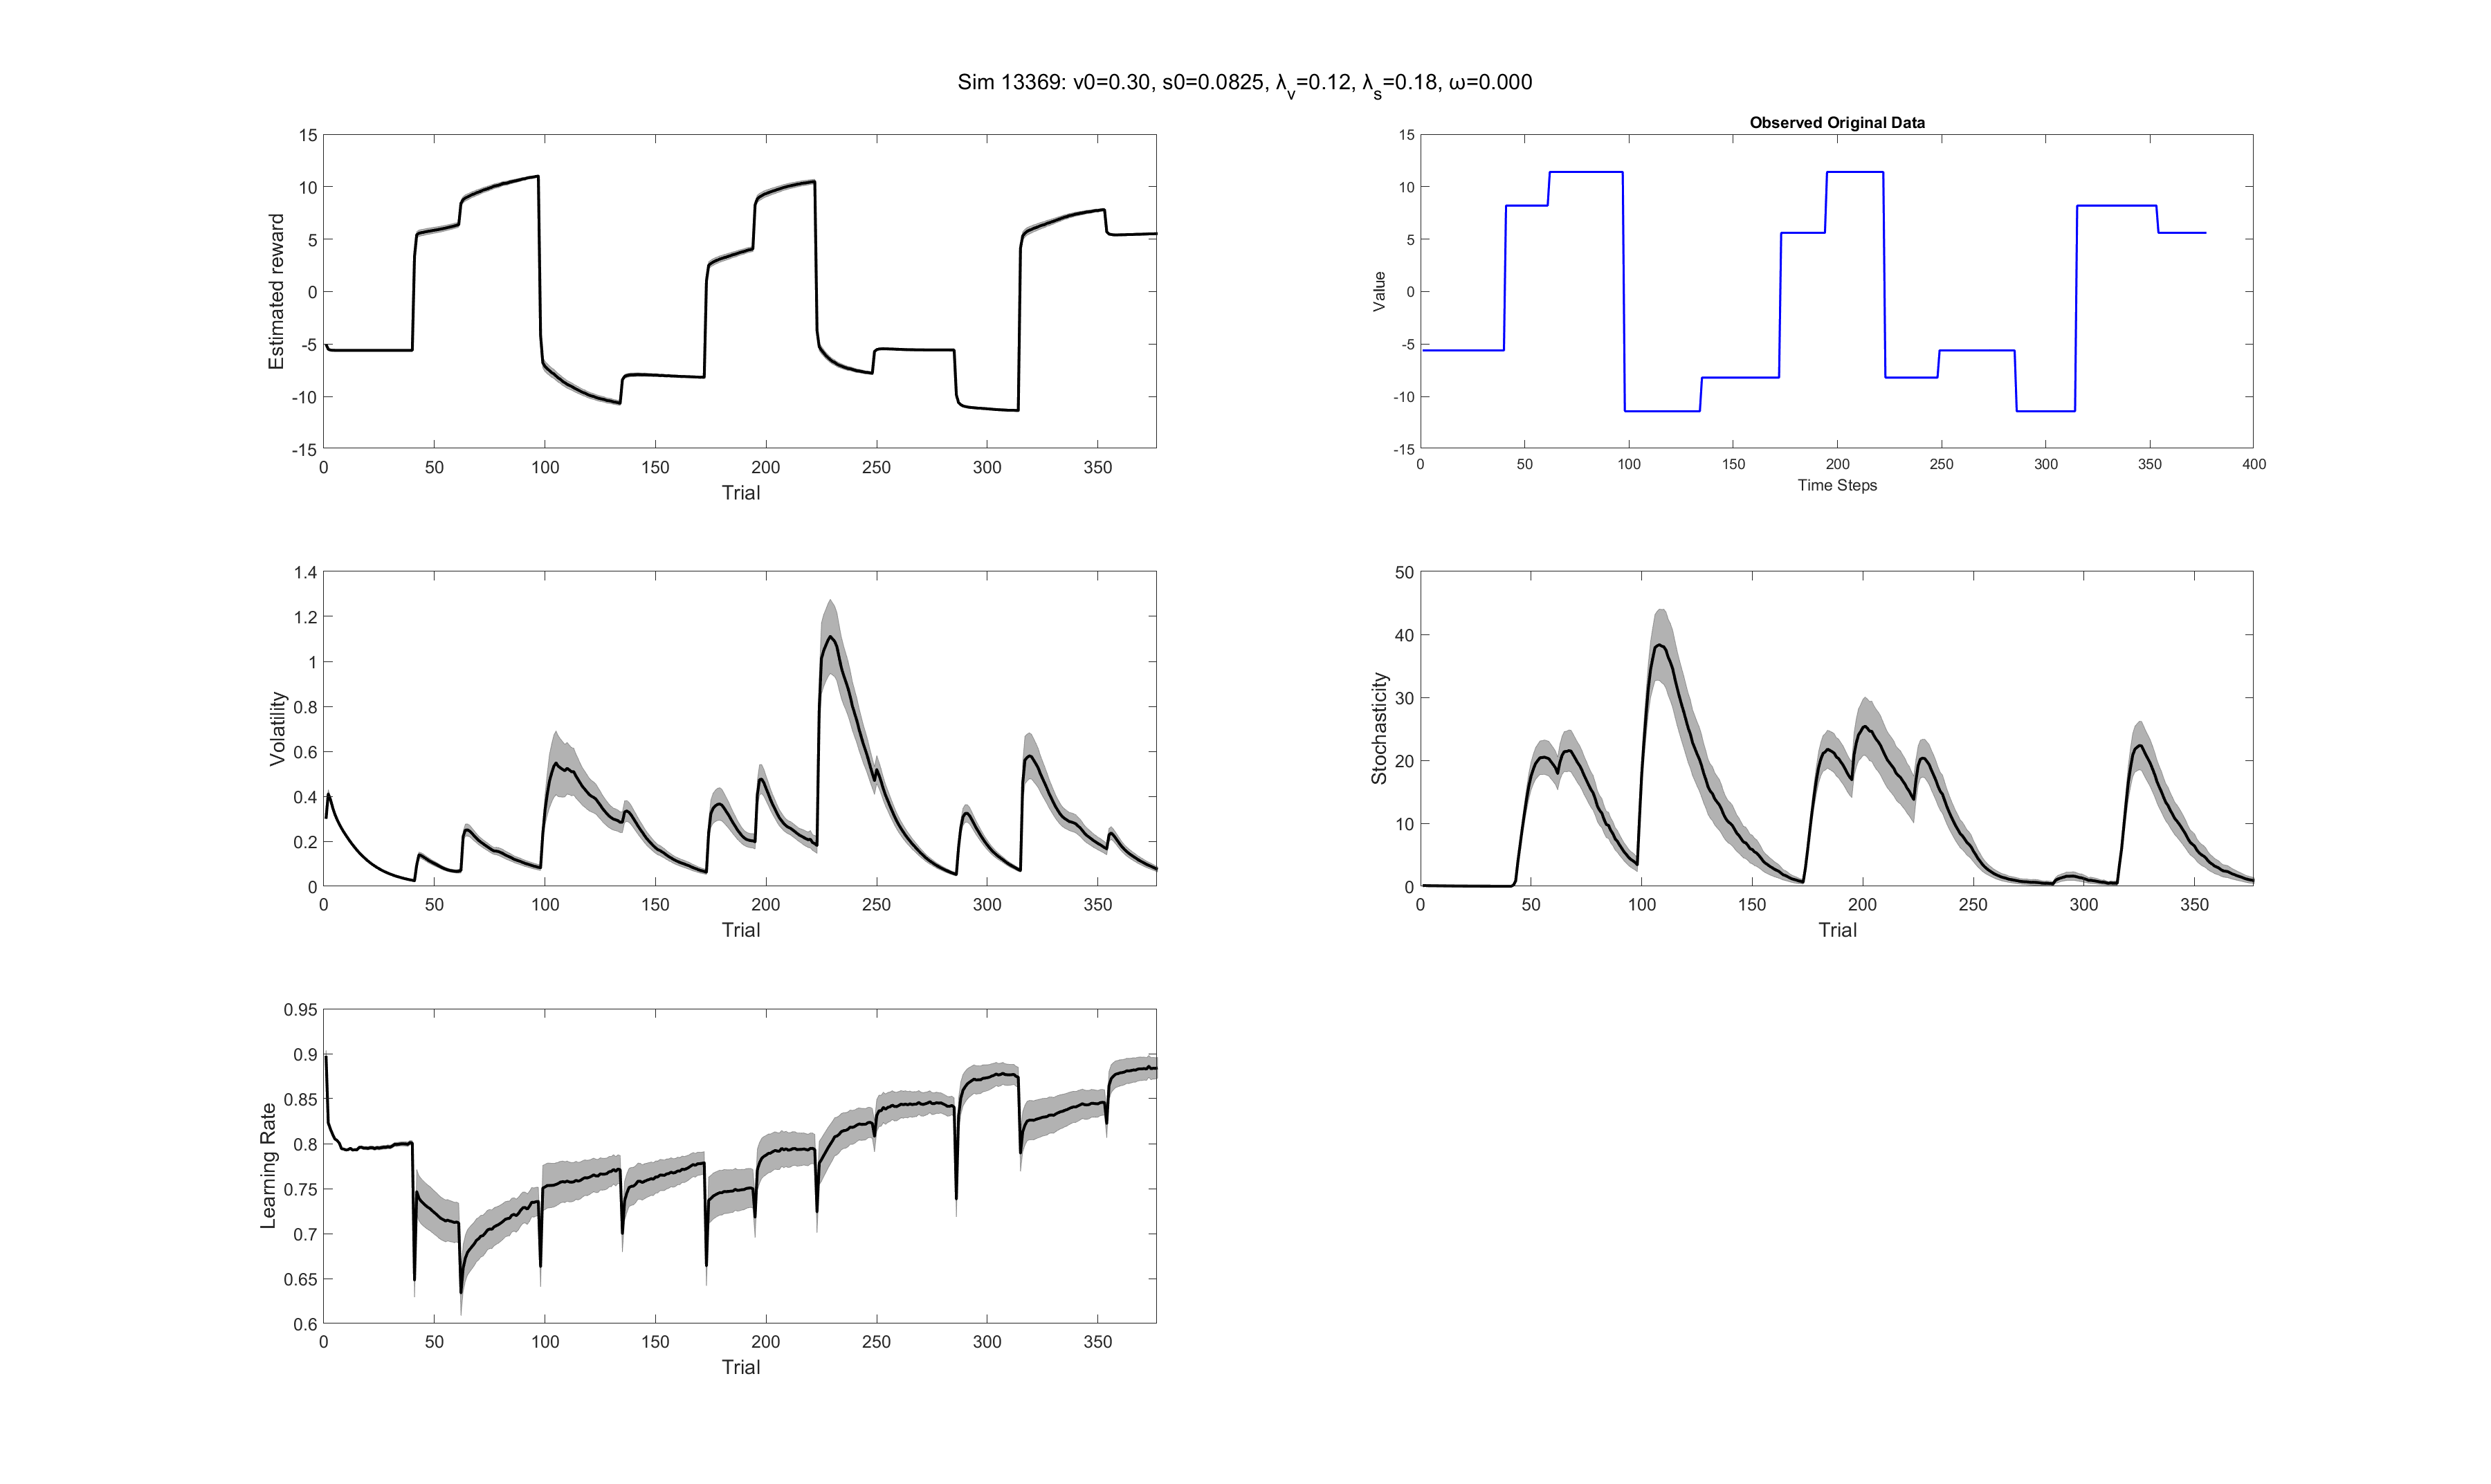 Sim 13369: v0=0.30, s0=0.0825, λv=0.12, λs=0.18, ω=0.000
15
10
5
0
-5
-10
-15
Estimated reward
0 50 100 150 200 250 300 350
Trial
Observed Original Data
15
10
5
0
-5
-10
-15
Value
0 50 100 150 200 250 300 350 400
Time Steps
1.4
1.2
1
0.8
0.6
0.4
0.2
0
Volatility
0 50 100 150 200 250 300 350
Trial
50
40
30
20
10
0
Stochasticity
0 50 100 150 200 250 300 350
Trial
0.95
0.9
0.85
0.8
0.75
0.7
0.65
0.6
Learning Rate
0 50 100 150 200 250 300 350
Trial